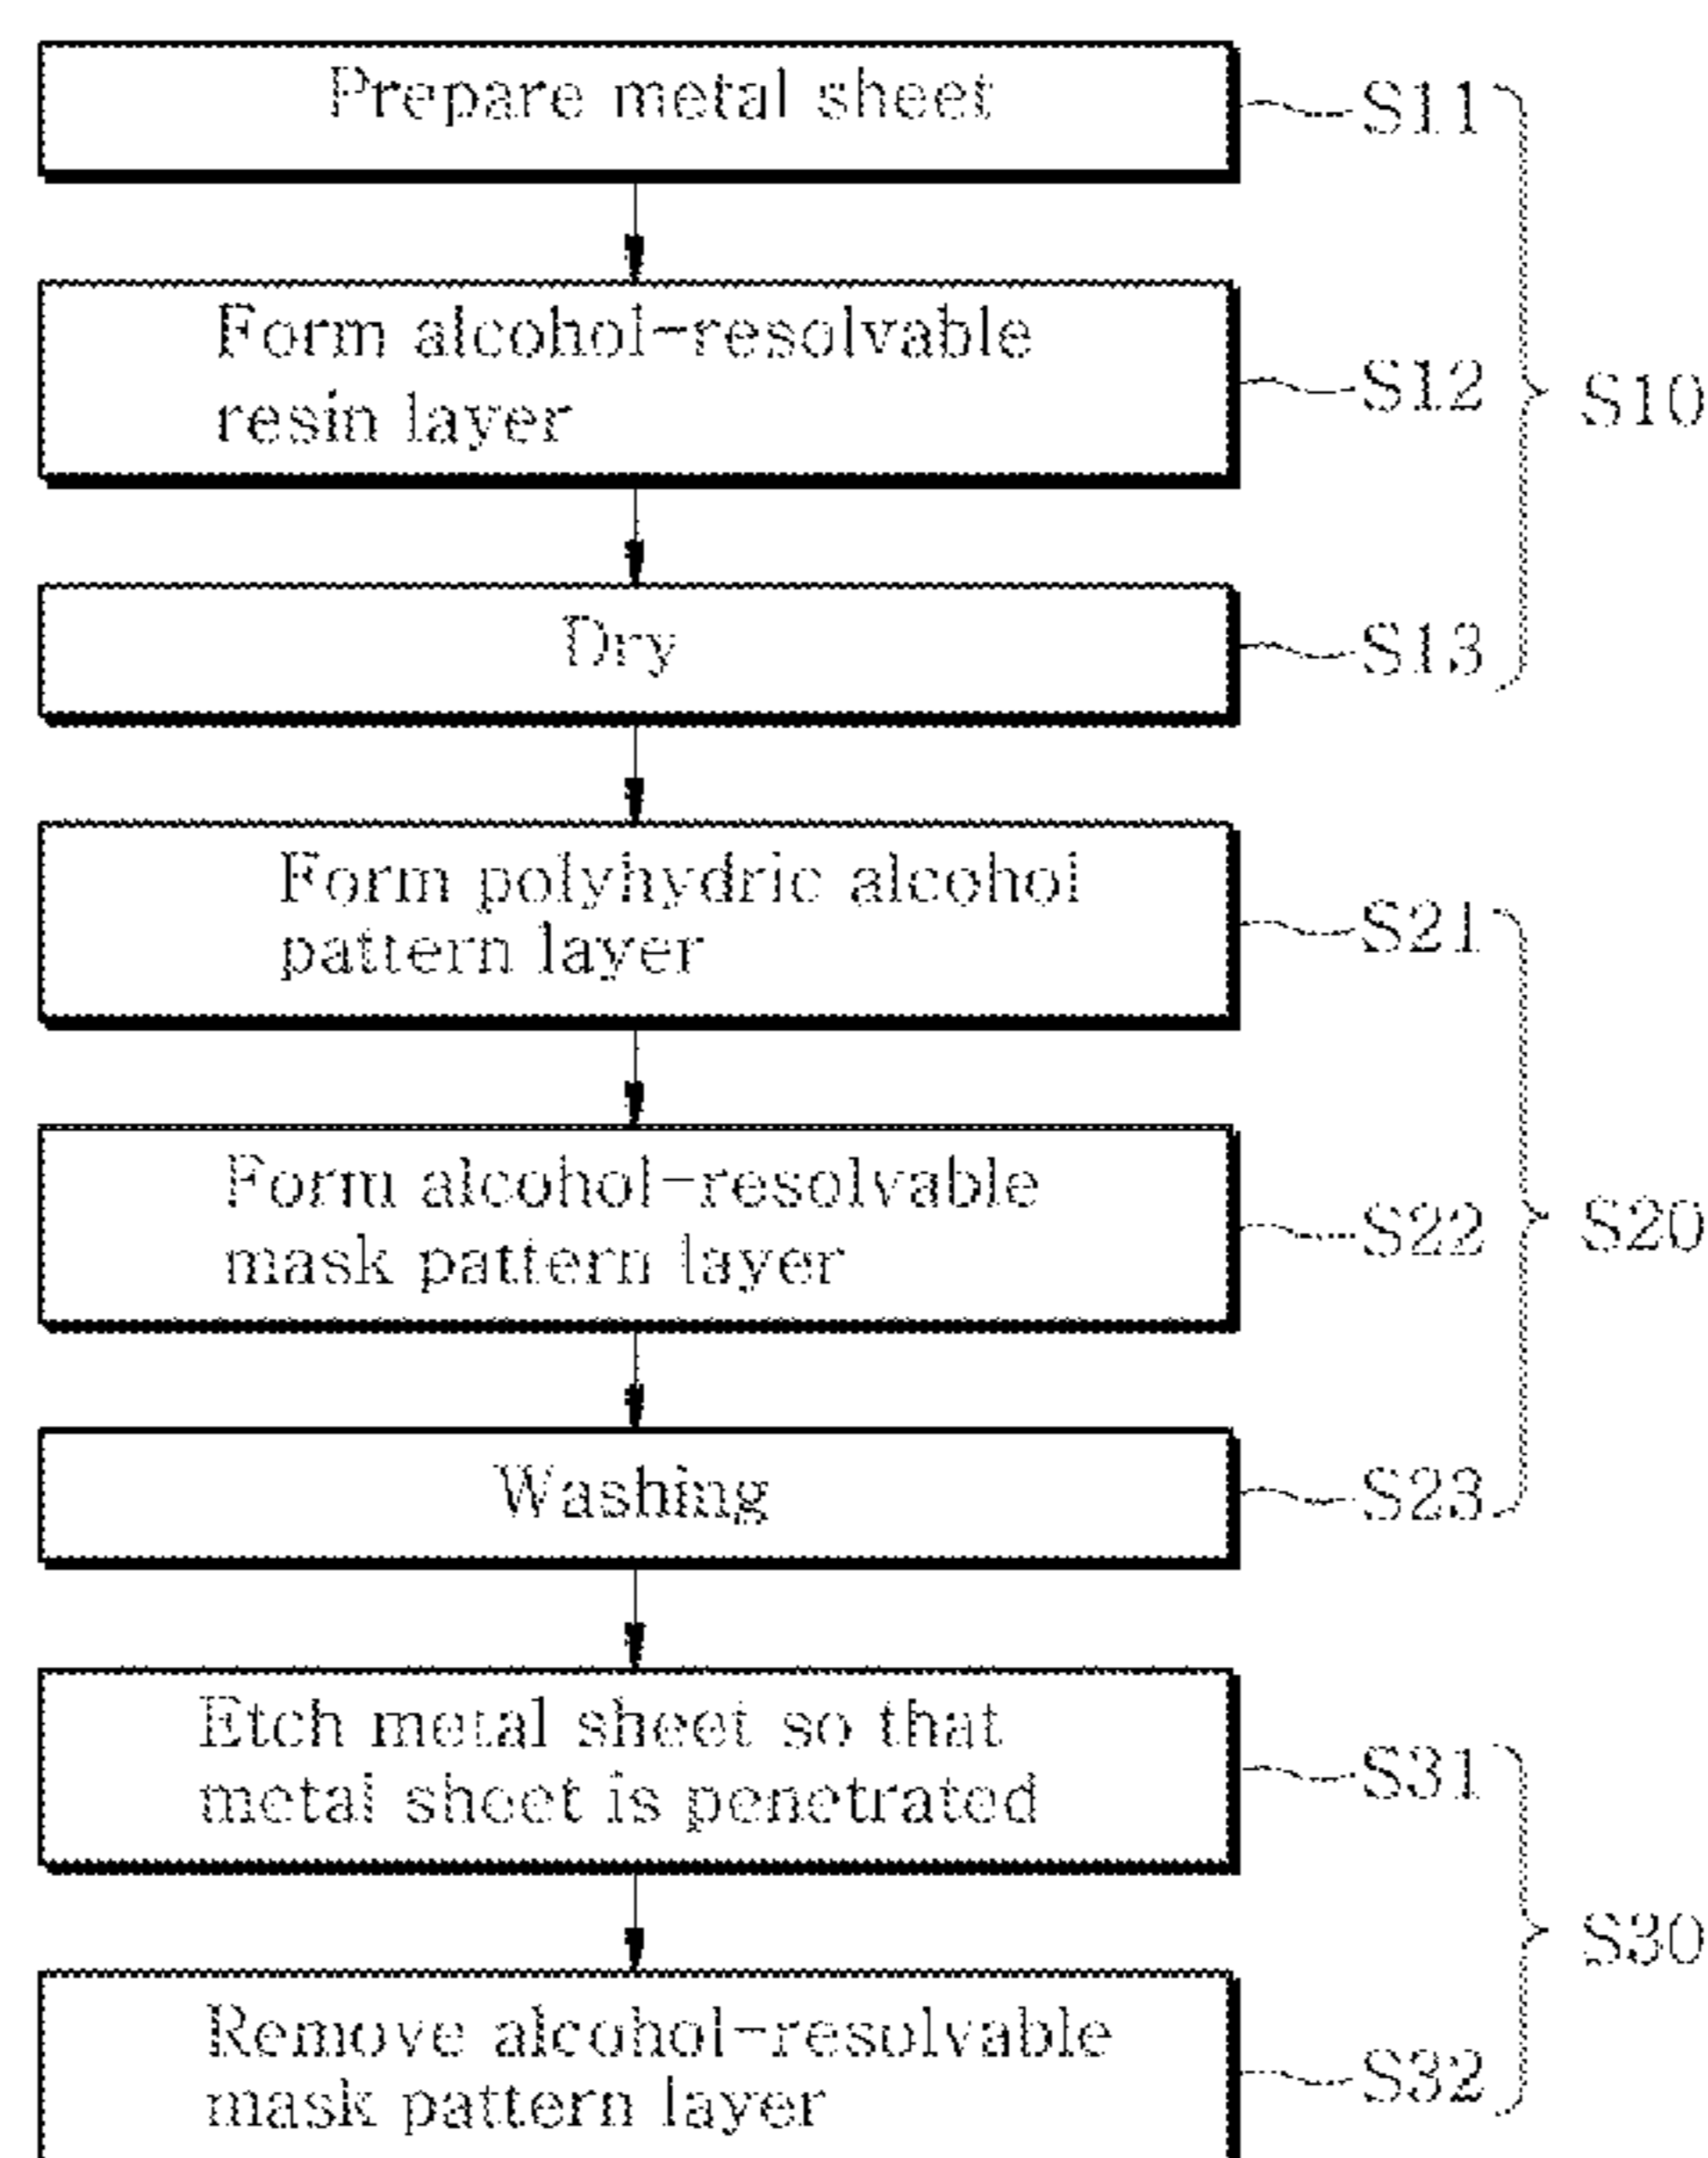 Prepare metal sheet
S11
Form alcohol-resolvable
resin layer
S12
S10
Dry
S13
Form polyhydric alcohol
pattern layer
S21
Form alcohol-resolvable
mask pattern layer
S22
S20
Washing
S23
Etch metal sheet so that
metal sheet is penetrated
S31
S30
Remove alcohol-resolvable
mask pattern layer
S32